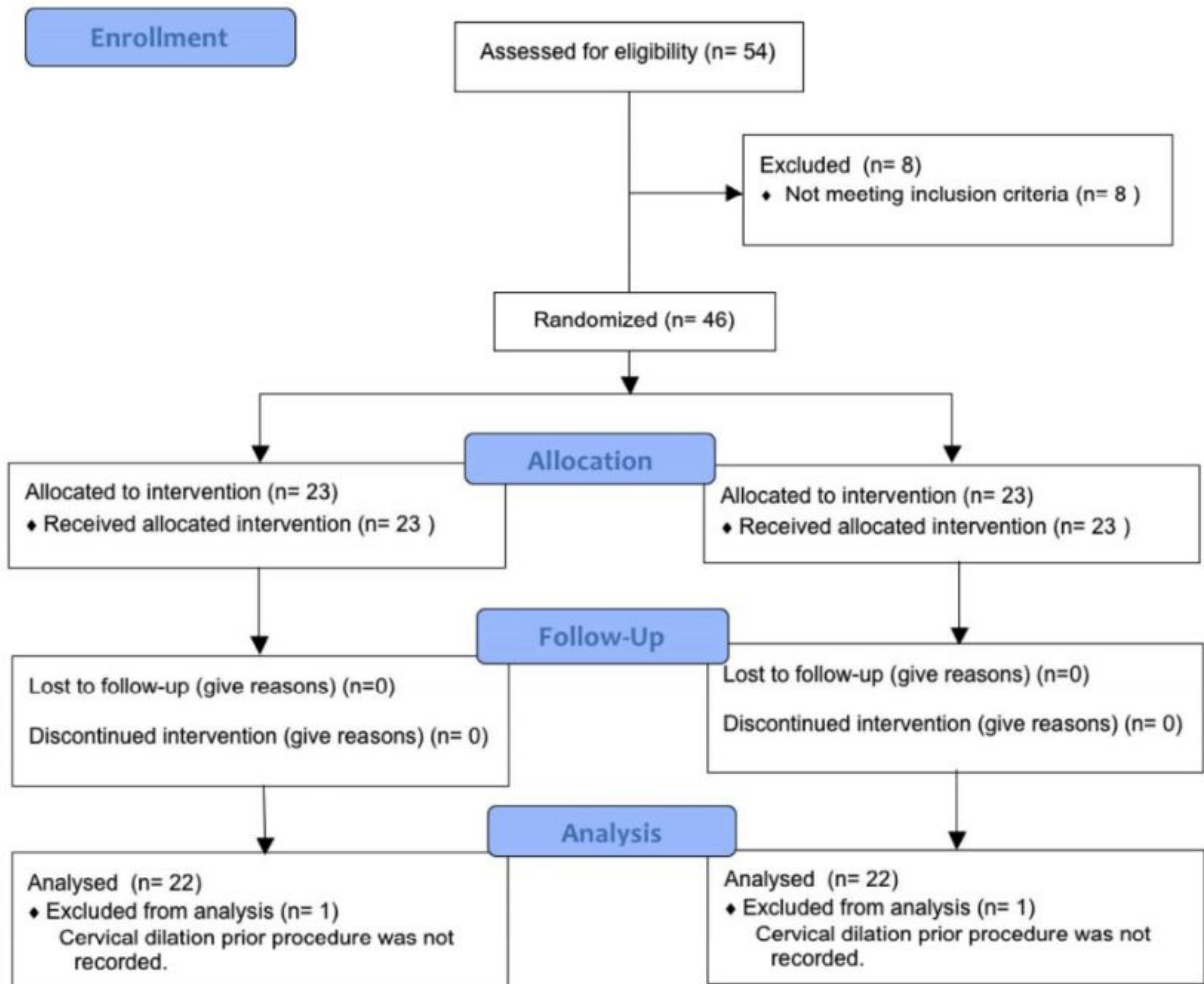 Enrollment
Assessed for eligibility (n= 54)
Excluded (n= 8)
♦ Not meeting inclusion criteria (n= 8 )
Randomized (n= 46)
Allocation
Allocated to intervention (n= 23)
♦ Received allocated intervention (n= 23 )
Allocated to intervention (n= 23)
♦ Received allocated intervention (n= 23 )
Follow-Up
Lost to follow-up (give reasons) (n=0)
Discontinued intervention (give reasons) (n= 0)
Lost to follow-up (give reasons) (n=0)
Discontinued intervention (give reasons) (n= 0)
Analysis
Analysed (n= 22)
♦ Excluded from analysis (n= 1)
Cervical dilation prior procedure was not
recorded.
Analysed (n= 22)
♦ Excluded from analysis (n= 1)
Cervical dilation prior procedure was not
recorded.